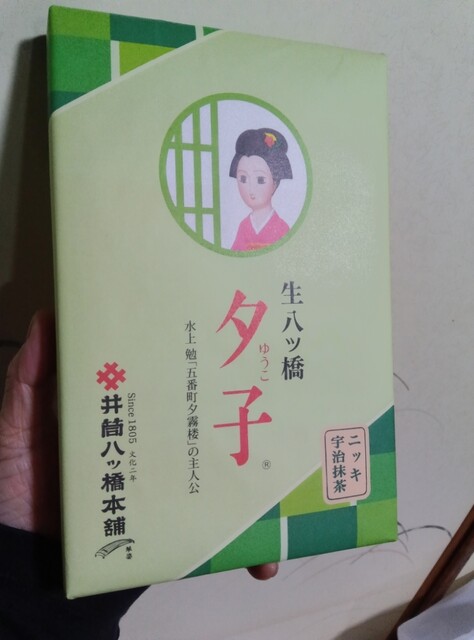 生八ッ橋
夕子
ゆうこ
®
水上 勉「五番町夕霧楼」の主人公
ニッキ
宇治抹茶
Since 1805 文化二年
井筒八ッ橋本舗